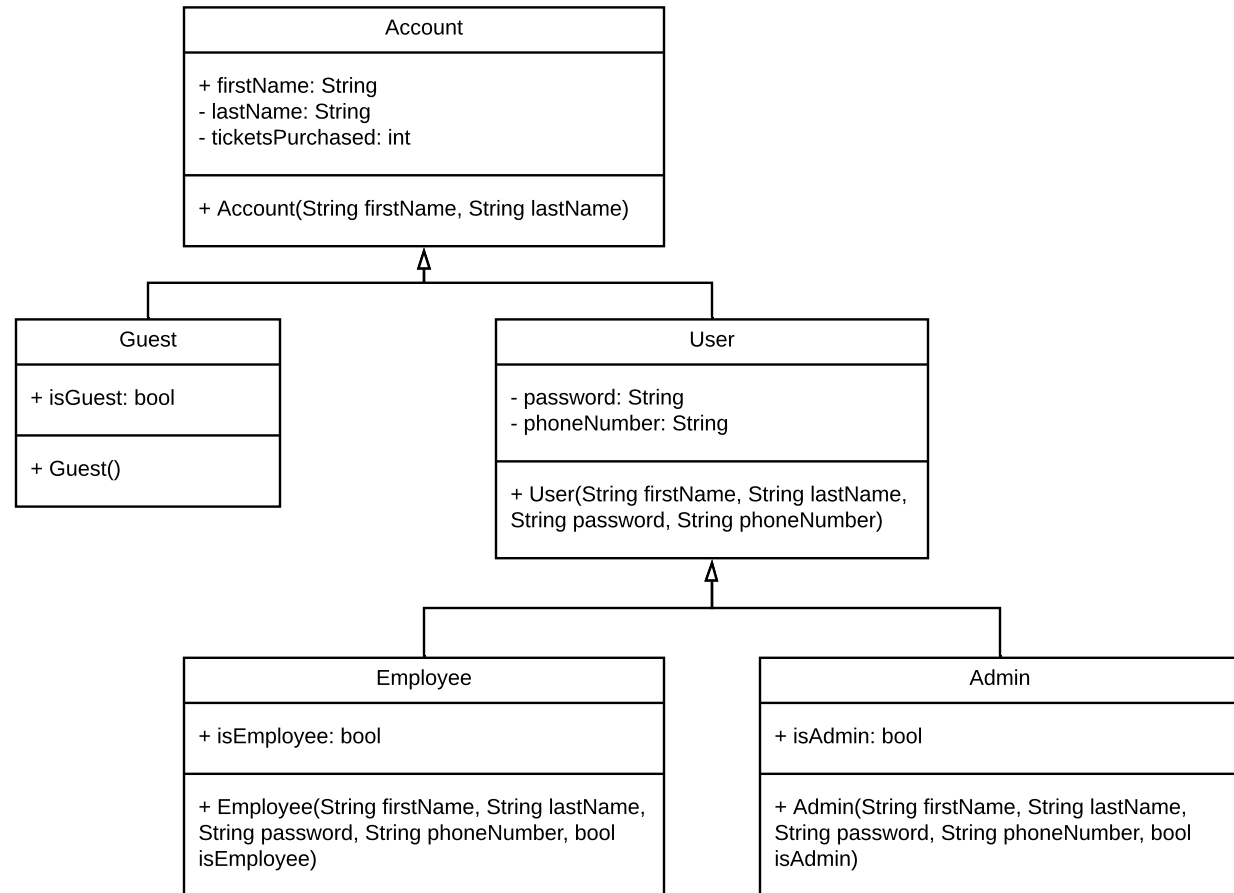 Account
+ firstName: String
- lastName: String
- ticketsPurchased: int
+ Account(String firstName, String lastName)
Guest
+ isGuest: bool
+ Guest()
User
- password: String
- phoneNumber: String
+ User(String firstName, String lastName,
String password, String phoneNumber)
Employee
+ isEmployee: bool
+ Employee(String firstName, String lastName,
String password, String phoneNumber, bool
isEmployee)
Admin
+ isAdmin: bool
+ Admin(String firstName, String lastName,
String password, String phoneNumber, bool
isAdmin)